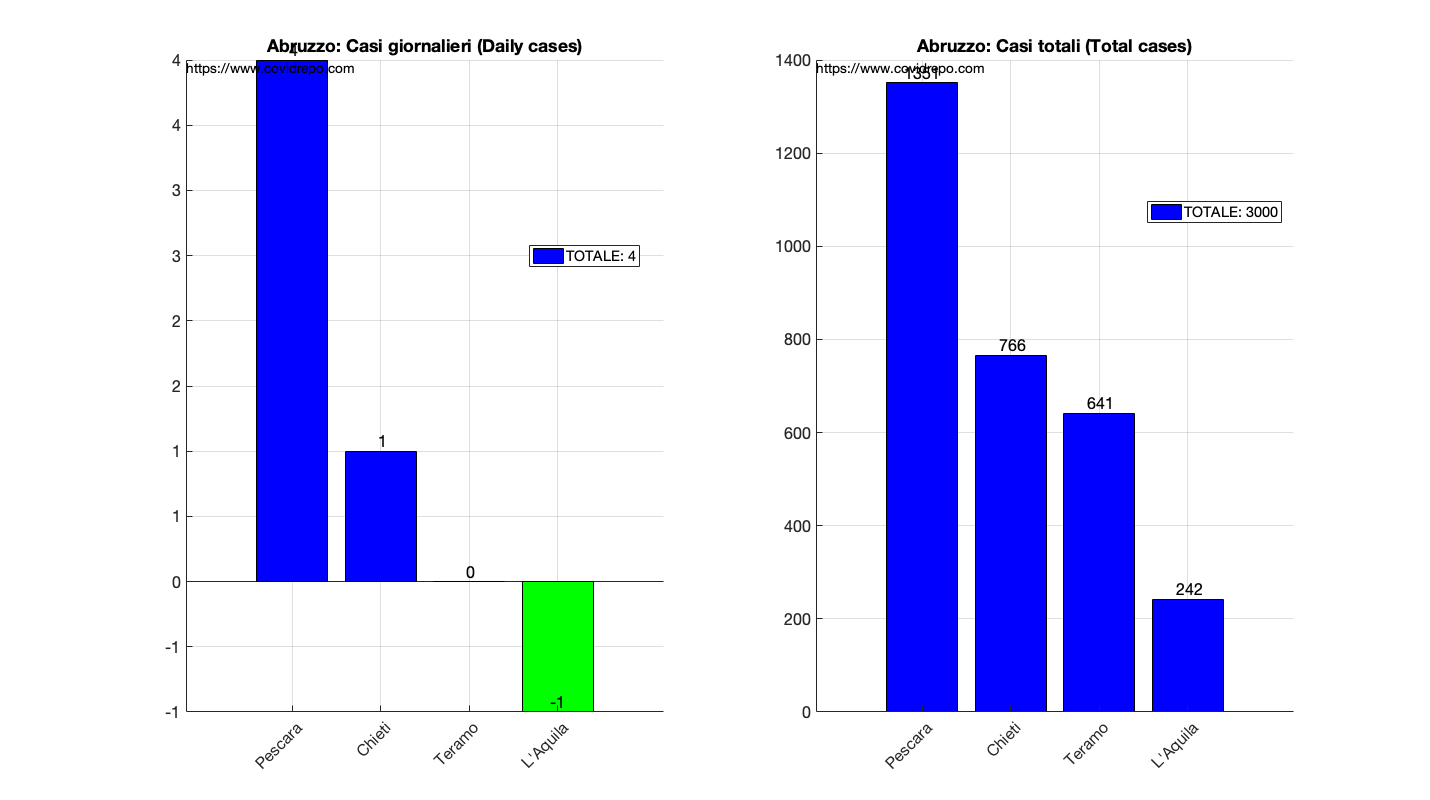 Abruzzo: Casi giornalieri (Daily cases)
4
https://www.covidrepo.com
4
4
3
3
2
2
1
1
0
-1
-1
1
0
-1
TOTALE: 4
Pescara
Chieti
Teramo
L'Aquila
Abruzzo: Casi totali (Total cases)
https://www.covidrepo.com
1351
1400
1200
1000
800
600
400
200
0
766
641
242
TOTALE: 3000
Pescara
Chieti
Teramo
L'Aquila